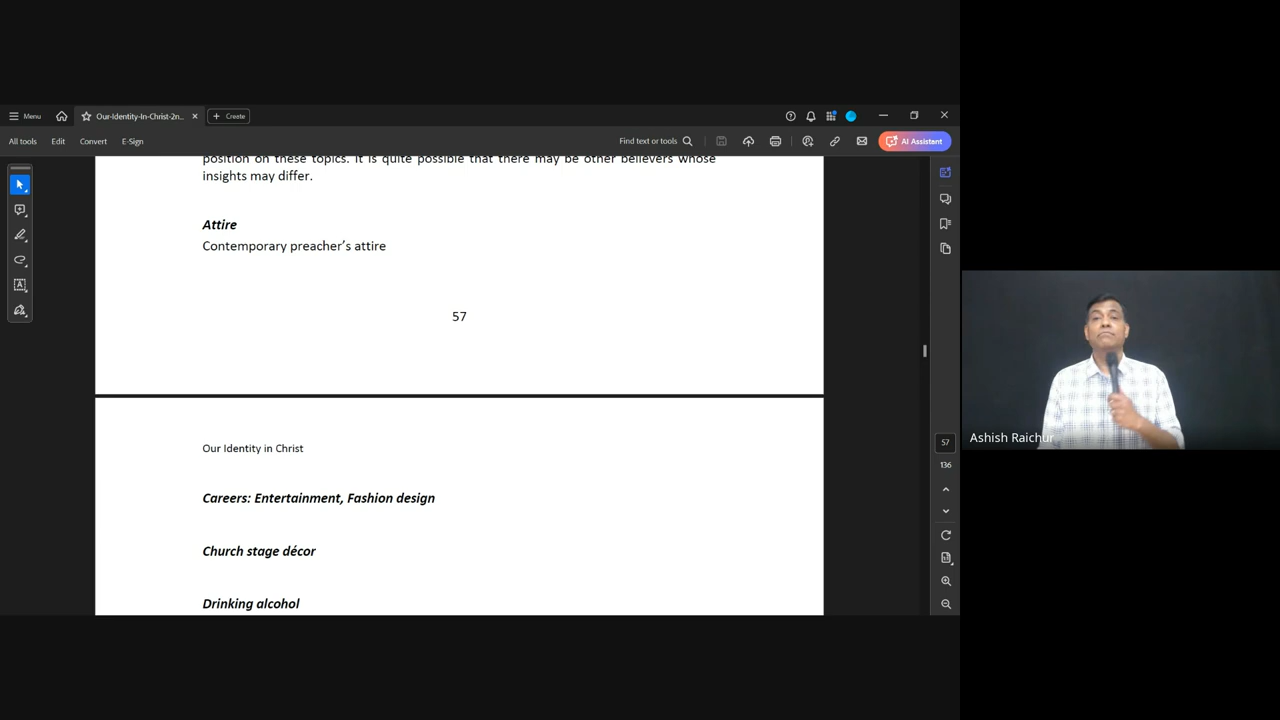 Menu
Our-Identity-In-Christ-2n...
Create
All tools
Edit
Convert
E-Sign
Find text or tools
AI Assistant
position on these topics. It is quite possible that there may be other believers whose
insights may differ.
Attire
Contemporary preacher's attire
57
Our Identity in Christ
Careers: Entertainment, Fashion design
Church stage décor
Drinking alcohol
57
136
Ashish Raichur